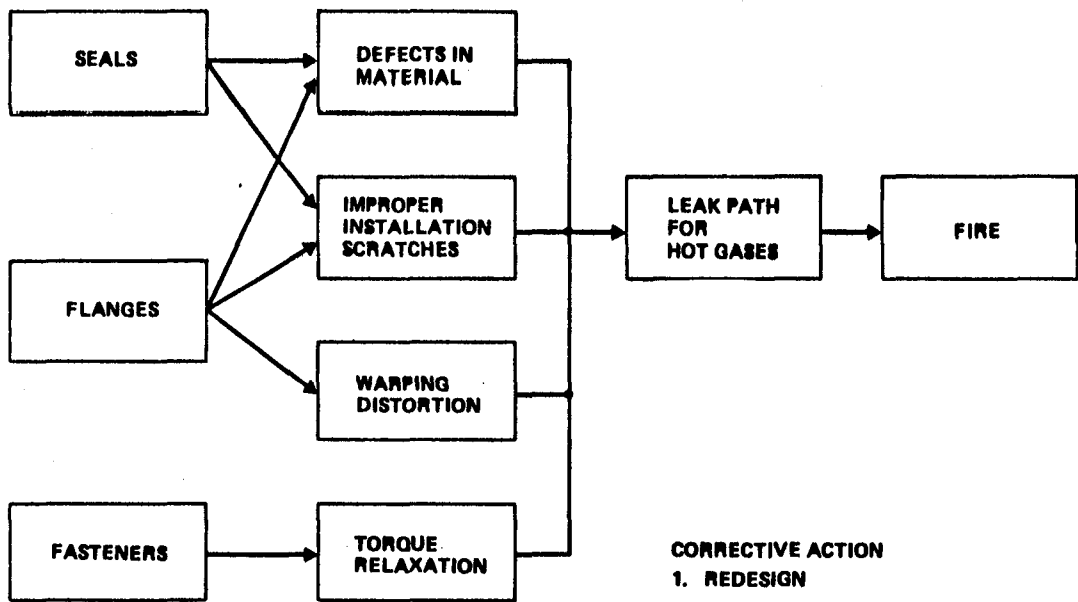 SEALS
DEFECTS IN
MATERIAL
IMPROPER
INSTALLATION
SCRATCHES
LEAK PATH
FOR
HOT GASES
FIRE
FLANGES
WARPING
DISTORTION
FASTENERS
TORQUE
RELAXATION
CORRECTIVE ACTION
1. REDESIGN